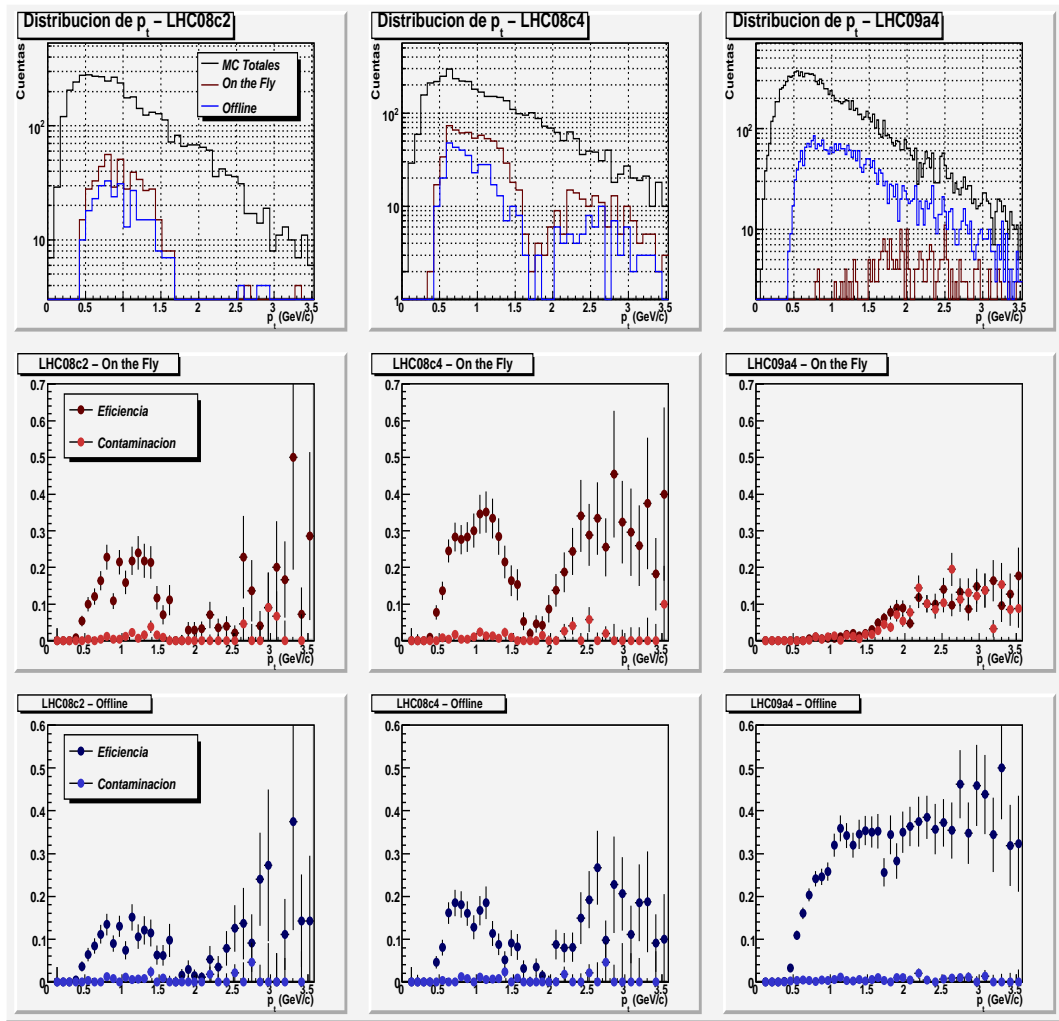 Distribucion de p_t – LHC08c2
Cuentas
MC Totales
On the Fly
Offline
10²
10
0.5 1 1.5 2 2.5 3 3.5
p_t (GeV/c)
Distribucion de p_t – LHC08c4
Cuentas
10²
10
1
0 0.5 1 1.5 2 2.5 3 3.5
p_t (GeV/c)
Distribucion de p_t – LHC09a4
Cuentas
10²
10
0 0.5 1 1.5 2 2.5 3 3.5
p_t (GeV/c)
LHC08c2 – On the Fly
Eficiencia
Contaminacion
0.7
0.6
0.5
0.4
0.3
0.2
0.1
0
0 0.5 1 1.5 2 2.5 3 3.5
p_t (GeV/c)
LHC08c4 – On the Fly
0.7
0.6
0.5
0.4
0.3
0.2
0.1
0
0 0.5 1 1.5 2 2.5 3 3.5
p_t (GeV/c)
LHC09a4 – On the Fly
0.7
0.6
0.5
0.4
0.3
0.2
0.1
0
0 0.5 1 1.5 2 2.5 3 3.5
p_t (GeV/c)
LHC08c2 – Offline
Eficiencia
Contaminacion
0.6
0.5
0.4
0.3
0.2
0.1
0
0 0.5 1 1.5 2 2.5 3 3.5
p_t (GeV/c)
LHC08c4 – Offline
0.6
0.5
0.4
0.3
0.2
0.1
0
0 0.5 1 1.5 2 2.5 3 3.5
p_t (GeV/c)
LHC09a4 – Offline
0.6
0.5
0.4
0.3
0.2
0.1
0
0 0.5 1 1.5 2 2.5 3 3.5
p_t (GeV/c)